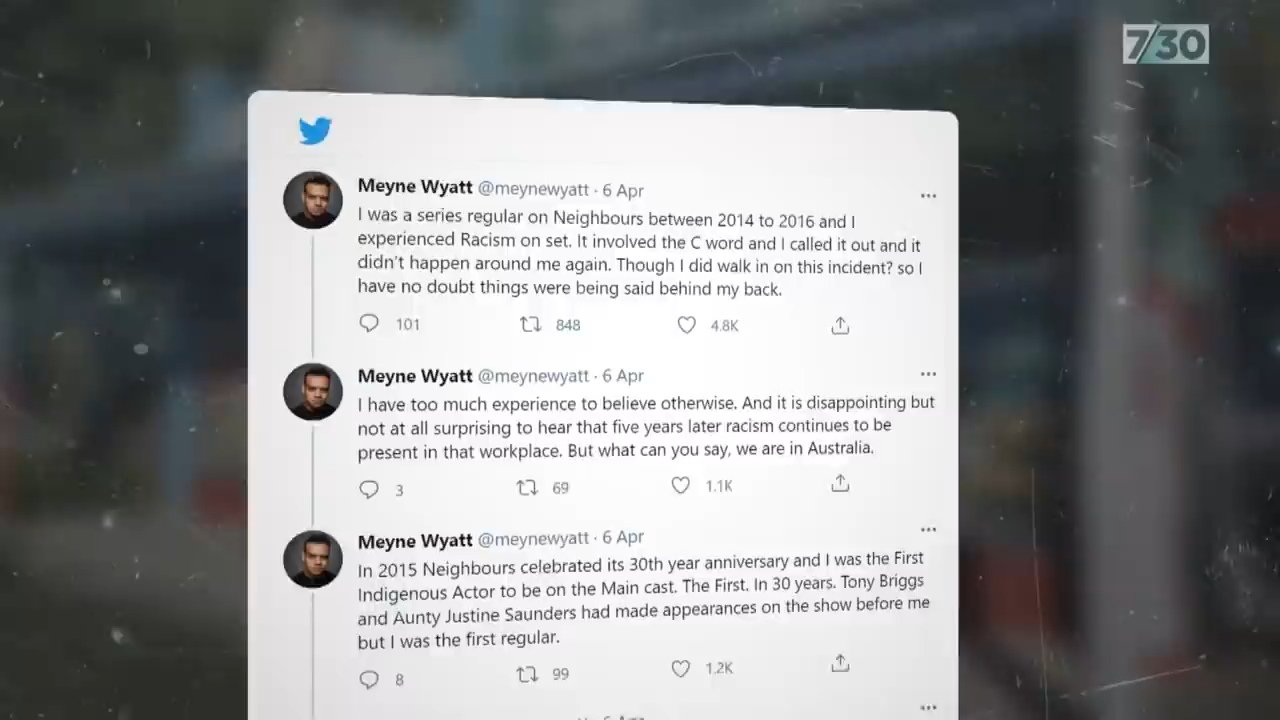 7/30
Meyne Wyatt @meynewyatt · 6 Apr
I was a series regular on Neighbours between 2014 to 2016 and I
experienced Racism on set. It involved the C word and I called it out and it
didn't happen around me again. Though I did walk in on this incident? so I
have no doubt things were being said behind my back.
101 848 4.8K
Meyne Wyatt @meynewyatt · 6 Apr
I have too much experience to believe otherwise. And it is disappointing but
not at all surprising to hear that five years later racism continues to be
present in that workplace. But what can you say, we are in Australia.
3 69 1.1K
Meyne Wyatt @meynewyatt · 6 Apr
In 2015 Neighbours celebrated its 30th year anniversary and I was the First
Indigenous Actor to be on the Main cast. The First. In 30 years. Tony Briggs
and Aunty Justine Saunders had made appearances on the show before me
but I was the first regular.
8 99 1.2K